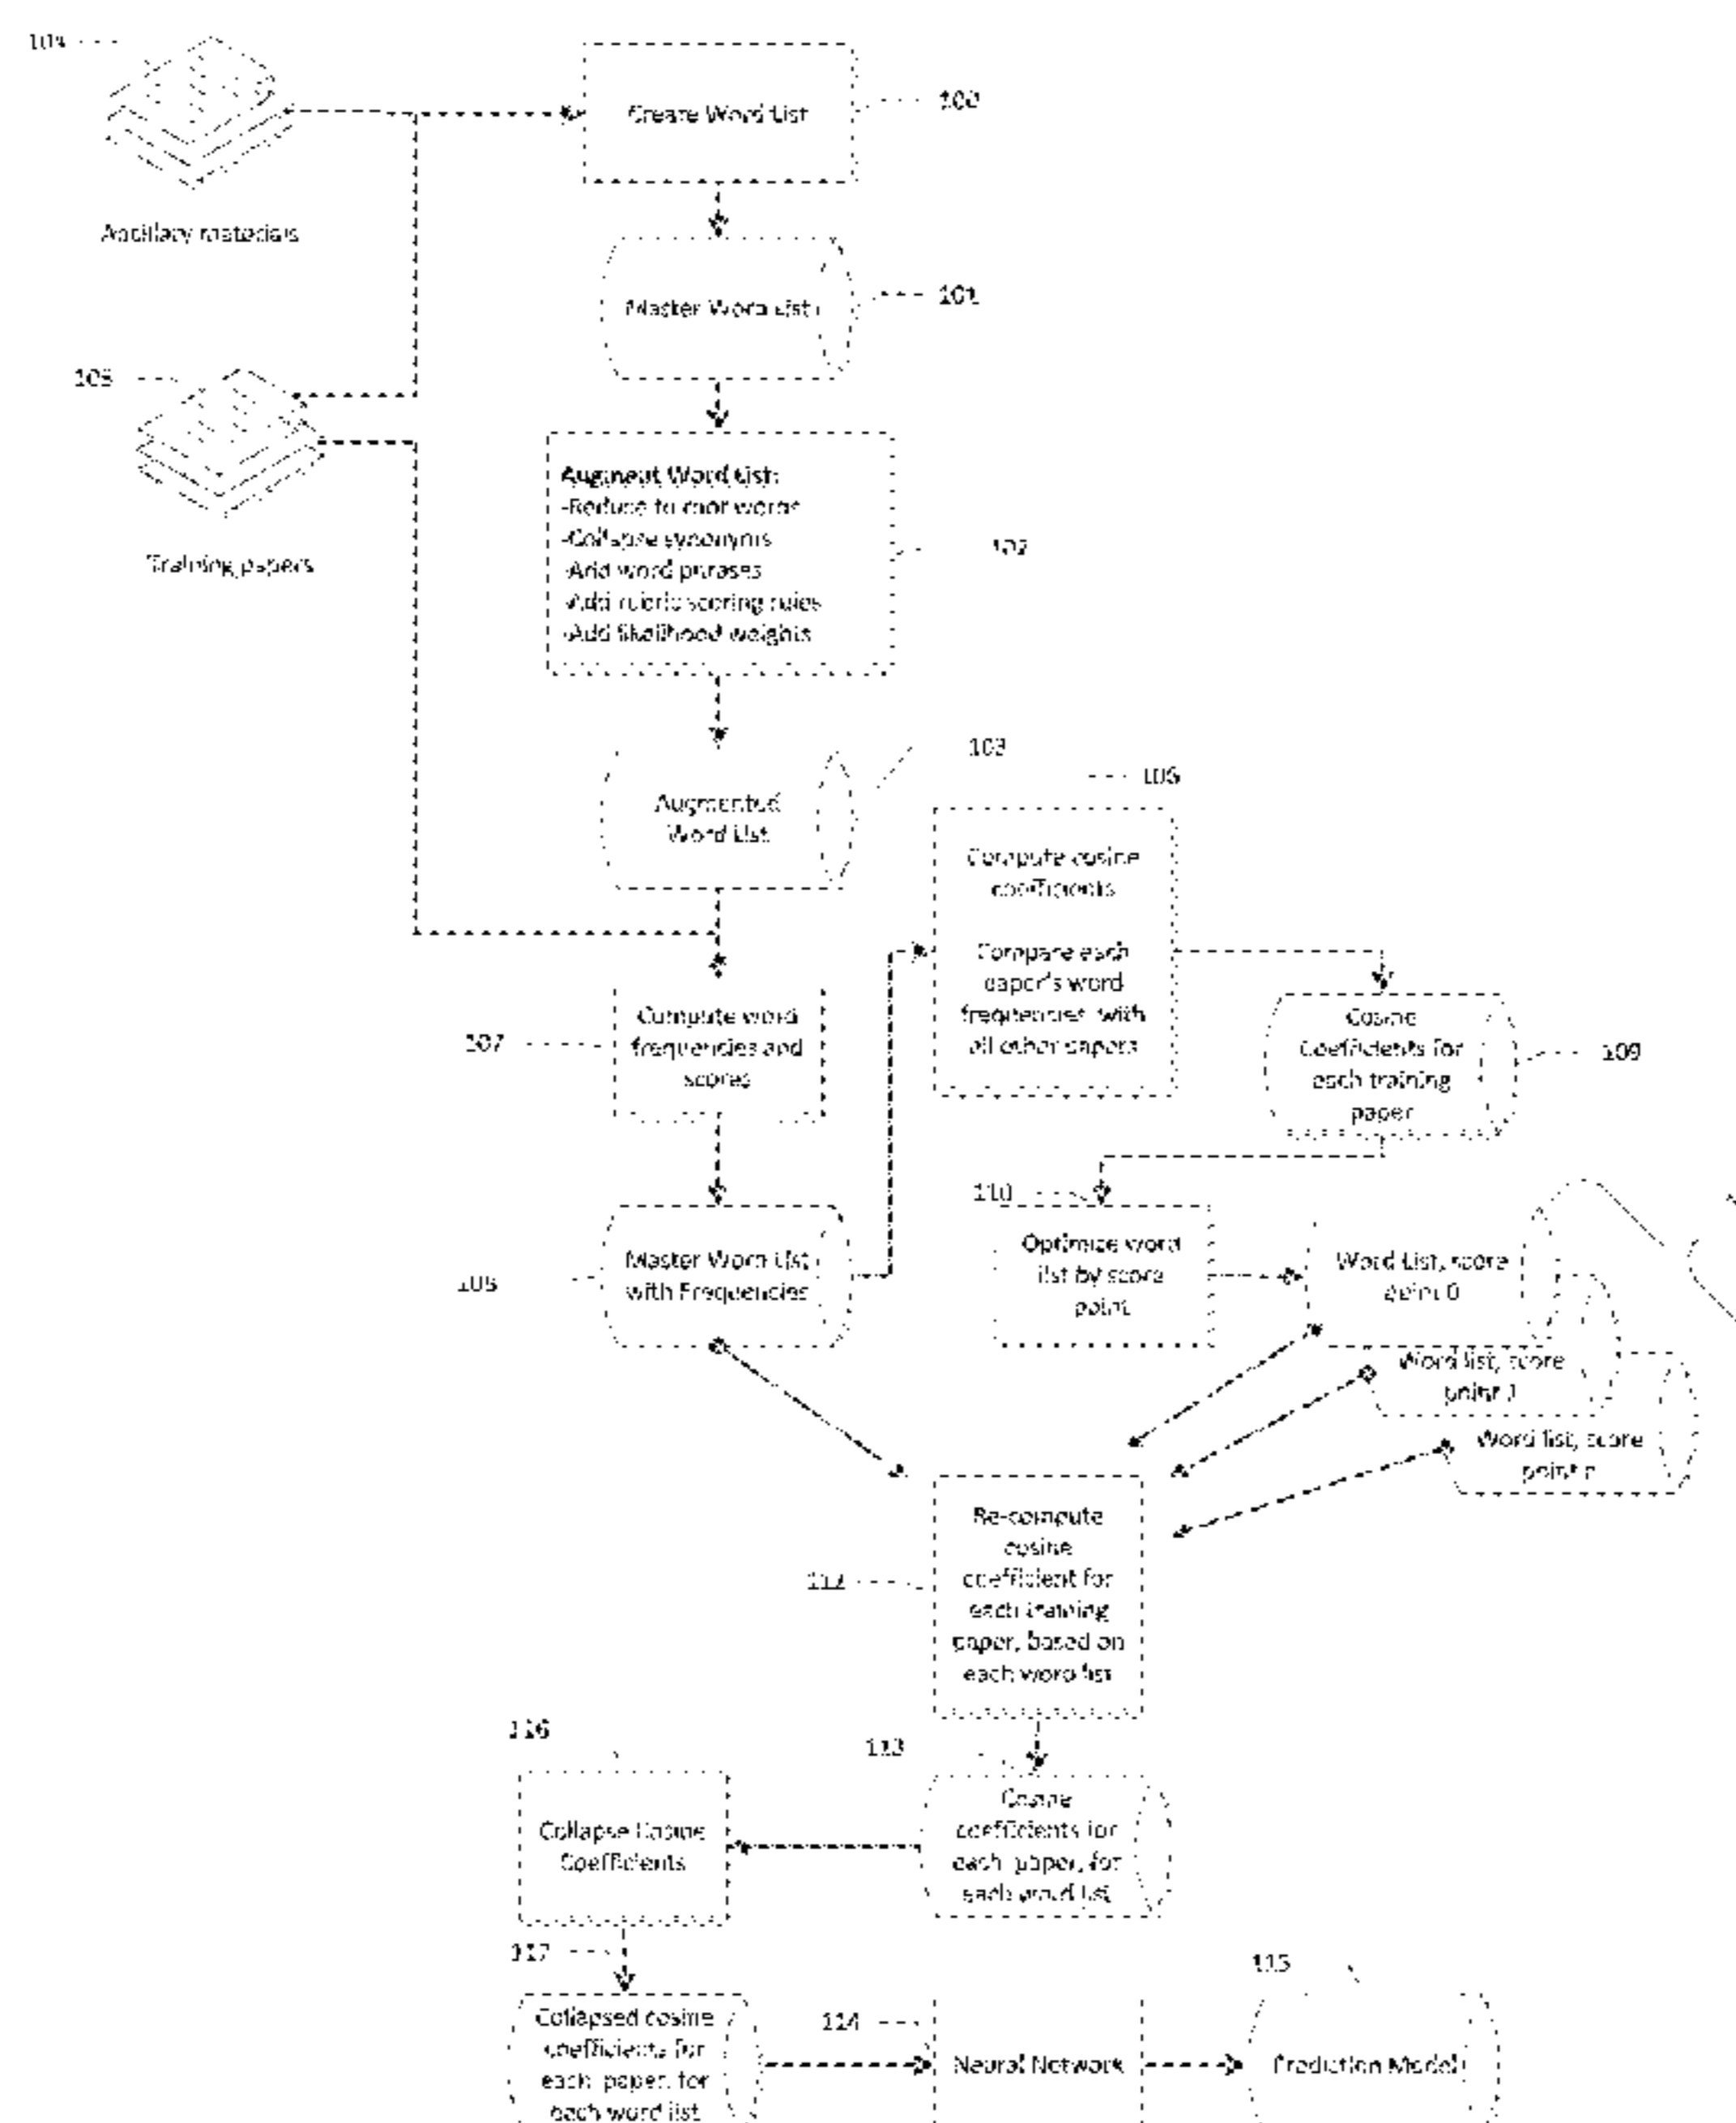 104
Create Word List
100
Ancillary materials
Master Word List
101
105
Augment Word List:
-Reduce to root words
-Collapse synonyms
-Add word phrases
-Add rubric scoring rules
-Add likelihood weights
102
Training papers
103
106
Augmented
Word List
Compute cosine
coefficients
Compare each
paper's word
frequencies with
all other papers
107
Compute word
frequencies and
scores
Cosine
Coefficients for
each training
paper
109
110
Master Word List
with Frequencies
Optimize word
list by score
point
Word List, score
point 0
Word list, score
point 1
Word list, score
point n
Re-compute
cosine
coefficient for
each training
paper, based on
each word list
112
116
113
Collapse Cosine
Coefficients
Cosine
coefficients for
each paper, for
each word list
117
115
Collapsed cosine
coefficients for
each paper, for
each word list
114
Neural Network
Prediction Model